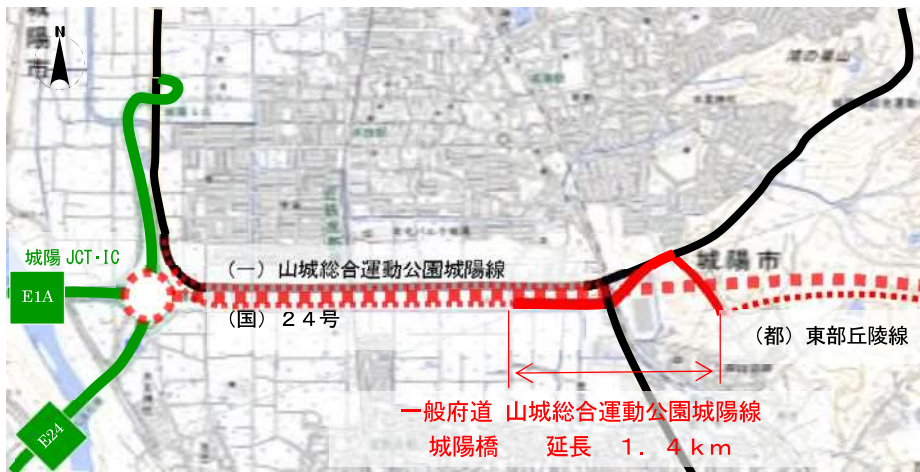 城陽市
N
城陽 JCT・IC
E1A
E24
(一) 山城総合運動公園城陽線
(国) 24号
城陽市
(都) 東部丘陵線
一般府道 山城総合運動公園城陽線
城陽橋 延長 1.4km